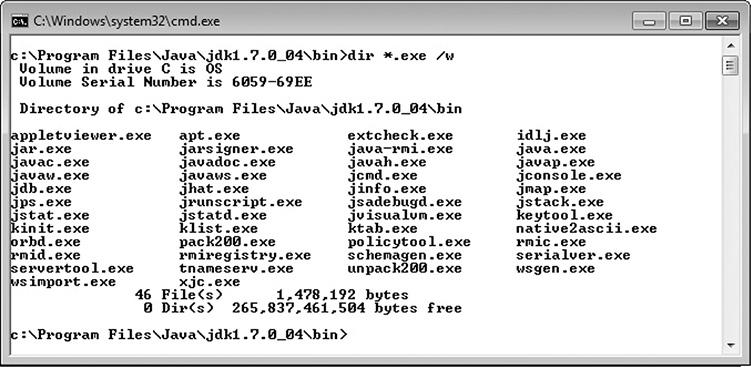 C:\Windows\system32\cmd.exe
c:\Program Files\Java\jdk1.7.0_04\bin>dir *.exe /w
Volume in drive C is OS
Volume Serial Number is 6059-69EE
Directory of c:\Program Files\Java\jdk1.7.0_04\bin
appletviewer.exe apt.exe extcheck.exe idlj.exe
jar.exe jarsigner.exe java-rmi.exe java.exe
javac.exe javadoc.exe javah.exe javap.exe
javaw.exe javaws.exe jcmd.exe jconsole.exe
jdb.exe jhat.exe jinfo.exe jmap.exe
jps.exe jrunscript.exe jsadebugd.exe jstack.exe
jstat.exe jstatd.exe jvisualvm.exe keytool.exe
kinit.exe klist.exe ktab.exe native2ascii.exe
orbd.exe pack200.exe policytool.exe rmic.exe
rmid.exe rmiregistry.exe schemagen.exe serialver.exe
servertool.exe tnameserv.exe unpack200.exe wsgen.exe
wsimport.exe xjc.exe
46 File(s) 1,478,192 bytes
0 Dir(s) 265,837,461,504 bytes free
c:\Program Files\Java\jdk1.7.0_04\bin>